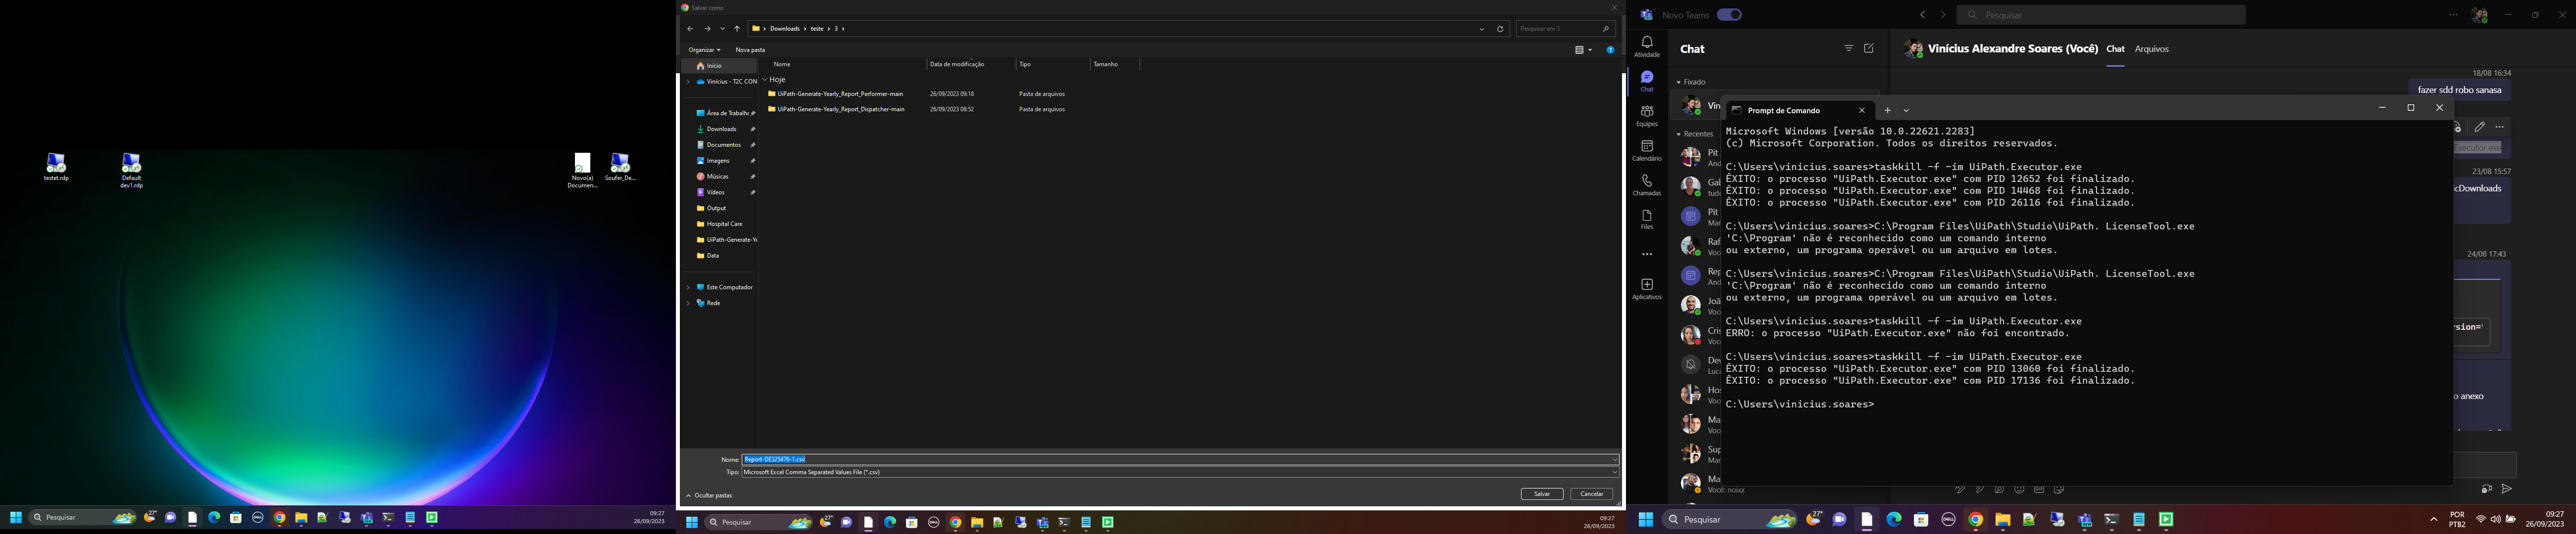 testet.rdp
Default
dev1.rdp
Novo(a)
Documen...
Soufer_De...
Pesquisar
27°
09:27
26/09/2023
Salvar como
Downloads
teste
3
Pesquisar em 3
Organizar
Nova pasta
Início
Vinícius - T2C CON
Área de Trabalho
Downloads
Documentos
Imagens
Músicas
Vídeos
Output
Hospital Care
UiPath-Generate-Ye
Data
Este Computador
Rede
Nome
Data de modificação
Tipo
Tamanho
Hoje
UiPath-Generate-Yearly_Report_Performer-main
26/09/2023 09:18
Pasta de arquivos
UiPath-Generate-Yearly_Report_Dispatcher-main
26/09/2023 08:52
Pasta de arquivos
Nome:
Report-DE325476-1.csv
Tipo:
Microsoft Excel Comma Separated Values File (*.csv)
Ocultar pastas
Salvar
Cancelar
Pesquisar
27°
09:27
26/09/2023
Novo Teams
Pesquisar
Atividade
Chat
Equipes
Calendário
Chamadas
Files
Aplicativos
Chat
Fixado
Vin
Recentes
Pit
And
Gab
tud
Pit
Mar
Raf
Voc
Rep
And
Joã
Voc
Cris
Voc
Dev
Luca
Hos
Voc
Ma
Voc
Sup
Mar
Ma
Você: noixx
Vinícius Alexandre Soares (Você)
Chat
Arquivos
18/08 16:34
fazer sdd robo sanasa
Executor.exe
23/08 15:57
icDownloads
24/08 17:43
rsion='
o anexo
Prompt de Comando
Microsoft Windows [versão 10.0.22621.2283]
(c) Microsoft Corporation. Todos os direitos reservados.
C:\Users\vinicius.soares>taskkill -f -im UiPath.Executor.exe
ÊXITO: o processo "UiPath.Executor.exe" com PID 12652 foi finalizado.
ÊXITO: o processo "UiPath.Executor.exe" com PID 14468 foi finalizado.
ÊXITO: o processo "UiPath.Executor.exe" com PID 26116 foi finalizado.
C:\Users\vinicius.soares>C:\Program Files\UiPath\Studio\UiPath. LicenseTool.exe
'C:\Program' não é reconhecido como um comando interno
ou externo, um programa operável ou um arquivo em lotes.
C:\Users\vinicius.soares>C:\Program Files\UiPath\Studio\UiPath. LicenseTool.exe
'C:\Program' não é reconhecido como um comando interno
ou externo, um programa operável ou um arquivo em lotes.
C:\Users\vinicius.soares>taskkill -f -im UiPath.Executor.exe
ERRO: o processo "UiPath.Executor.exe" não foi encontrado.
C:\Users\vinicius.soares>taskkill -f -im UiPath.Executor.exe
ÊXITO: o processo "UiPath.Executor.exe" com PID 13060 foi finalizado.
ÊXITO: o processo "UiPath.Executor.exe" com PID 17136 foi finalizado.
C:\Users\vinicius.soares>
Pesquisar
27°
POR
PTB2
09:27
26/09/2023